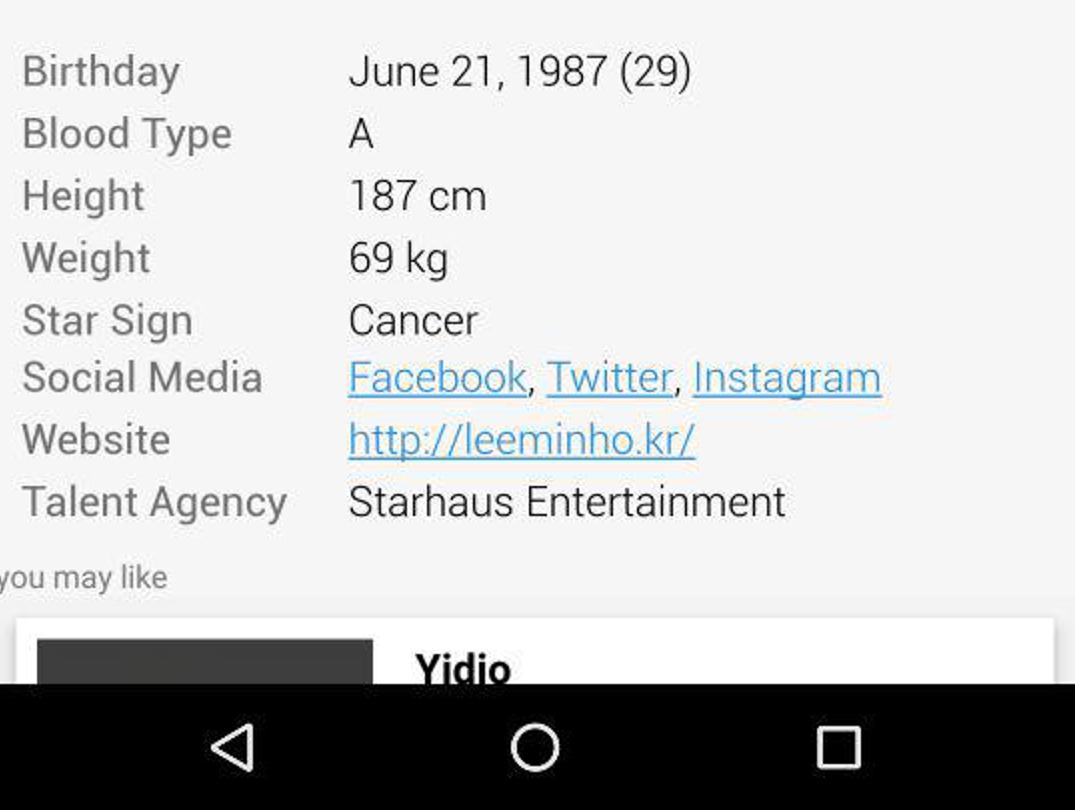 Birthday June 21, 1987 (29)
Blood Type A
Height 187 cm
Weight 69 kg
Star Sign Cancer
Social Media Facebook, Twitter, Instagram
Website http://leeminho.kr/
Talent Agency Starhaus Entertainment
you may like
Yidio